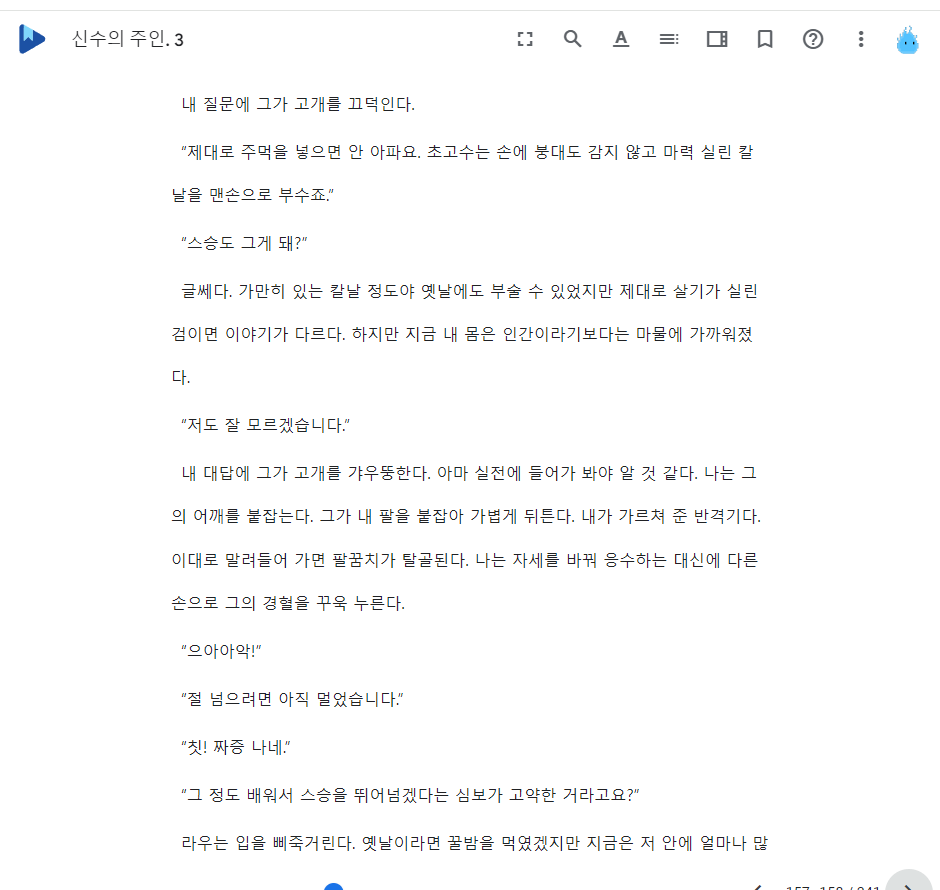 신수의 주인. 3
내 질문에 그가 고개를 끄덕인다.
“제대로 주먹을 넣으면 안 아파요. 초고수는 손에 붕대도 감지 않고 마력 실린 칼
날을 맨손으로 부수죠.”
“스승도 그게 돼?”
글쎄다. 가만히 있는 칼날 정도야 옛날에도 부술 수 있었지만 제대로 살기가 실린
검이면 이야기가 다르다. 하지만 지금 내 몸은 인간이라기보다는 마물에 가까워졌
다.
“저도 잘 모르겠습니다.”
내 대답에 그가 고개를 갸우뚱한다. 아마 실전에 들어가 봐야 알 것 같다. 나는 그
의 어깨를 붙잡는다. 그가 내 팔을 붙잡아 가볍게 뒤튼다. 내가 가르쳐 준 반격기다.
이대로 말려들어 가면 팔꿈치가 탈골된다. 나는 자세를 바꿔 응수하는 대신에 다른
손으로 그의 경혈을 꾸욱 누른다.
“으아아악!”
“절 넘으려면 아직 멀었습니다.”
“칫! 짜증 나네.”
“그 정도 배워서 스승을 뛰어넘겠다는 심보가 고약한 거라고요?”
라우는 입을 삐죽거린다. 옛날이라면 꿀밤을 먹였겠지만 지금은 저 안에 얼마나 많